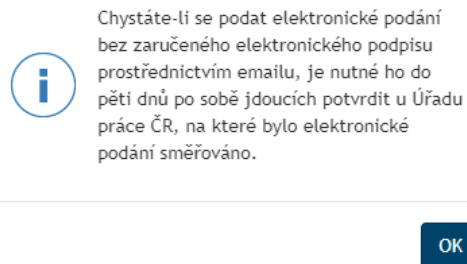 Chystáte-li se podat elektronické podání
bez zaručeného elektronického podpisu
prostřednictvím emailu, je nutné ho do
pěti dnů po sobě jdoucích potvrdit u Úřadu
práce ČR, na které bylo elektronické
podání směřováno.
OK